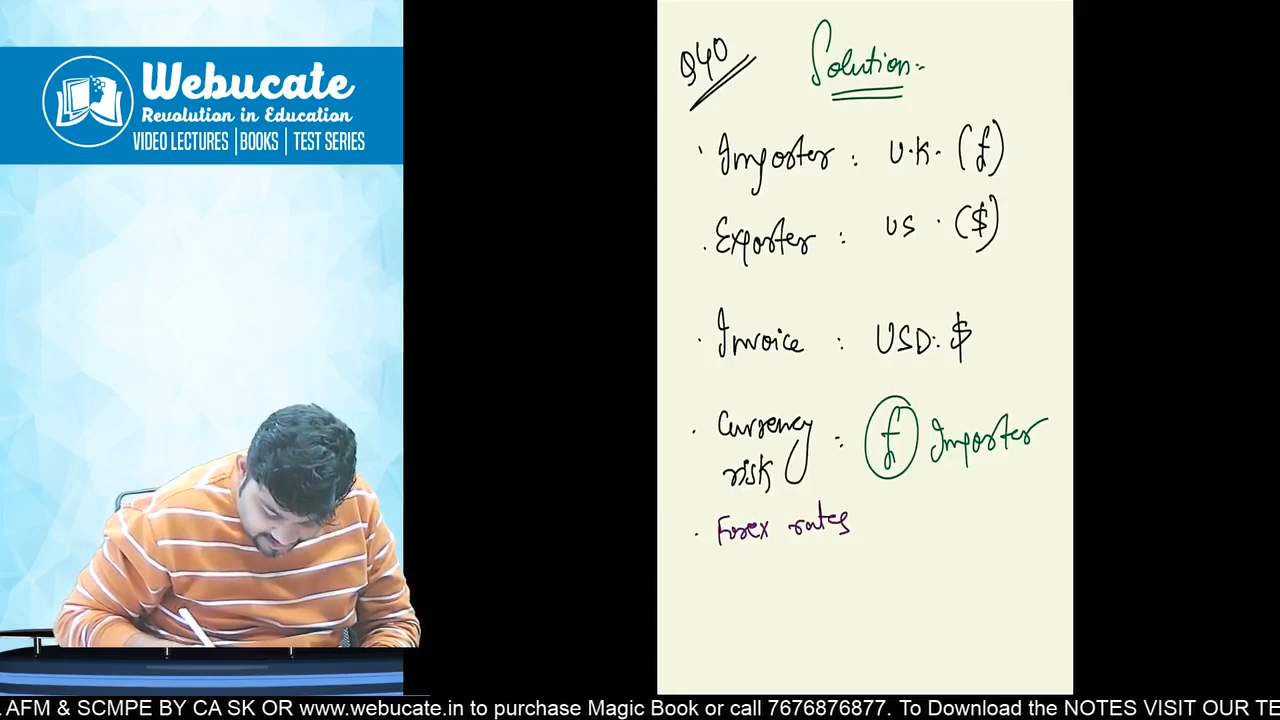 Webucate
Revolution in Education
VIDEO LECTURES | BOOKS | TEST SERIES
Q40 Solution:-
Importer : U.K. (£)
Exporter : US . ($)
Invoice : USD : $
Currency risk : £ Importer
Forex rates
AFM & SCMPE BY CA SK OR www.webucate.in to purchase Magic Book or call 7676876877. To Download the NOTES VISIT OUR TE